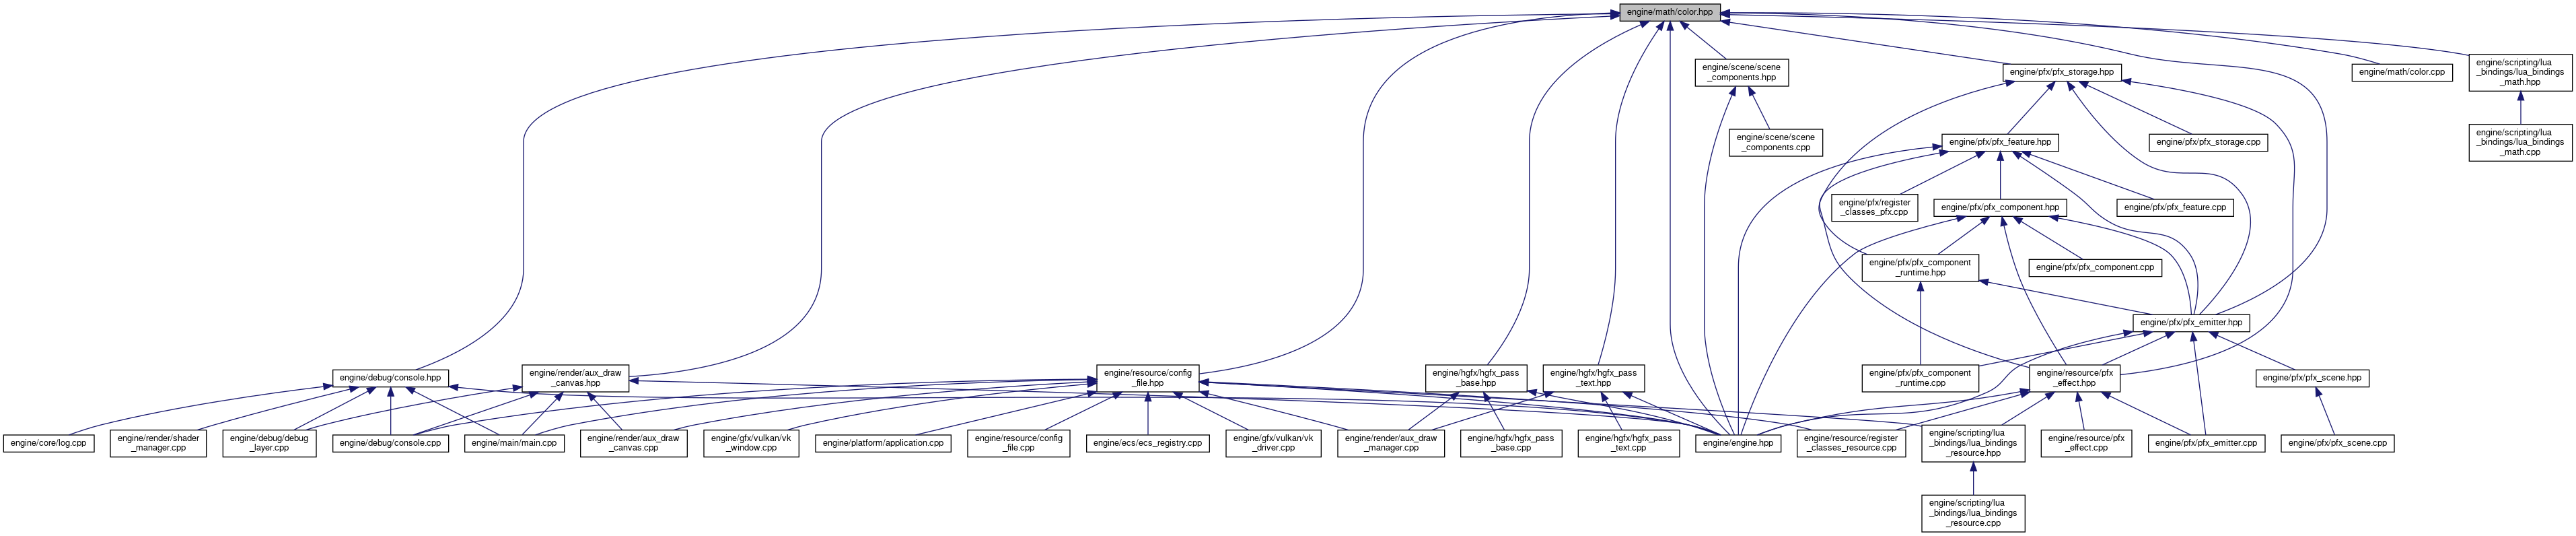 engine/math/color.hpp
engine/scene/scene
_components.hpp
engine/pfx/pfx_storage.hpp
engine/math/color.cpp
engine/scripting/lua
_bindings/lua_bindings
_math.hpp
engine/scene/scene
_components.cpp
engine/pfx/pfx_feature.hpp
engine/pfx/pfx_storage.cpp
engine/scripting/lua
_bindings/lua_bindings
_math.cpp
engine/pfx/register
_classes_pfx.cpp
engine/pfx/pfx_component.hpp
engine/pfx/pfx_feature.cpp
engine/pfx/pfx_component
_runtime.hpp
engine/pfx/pfx_component.cpp
engine/pfx/pfx_emitter.hpp
engine/debug/console.hpp
engine/render/aux_draw
_canvas.hpp
engine/resource/config
_file.hpp
engine/hgfx/hgfx_pass
_base.hpp
engine/hgfx/hgfx_pass
_text.hpp
engine/pfx/pfx_component
_runtime.cpp
engine/resource/pfx
_effect.hpp
engine/pfx/pfx_scene.hpp
engine/core/log.cpp
engine/render/shader
_manager.cpp
engine/debug/debug
_layer.cpp
engine/debug/console.cpp
engine/main/main.cpp
engine/render/aux_draw
_canvas.cpp
engine/gfx/vulkan/vk
_window.cpp
engine/platform/application.cpp
engine/resource/config
_file.cpp
engine/ecs/ecs_registry.cpp
engine/gfx/vulkan/vk
_driver.cpp
engine/render/aux_draw
_manager.cpp
engine/hgfx/hgfx_pass
_base.cpp
engine/hgfx/hgfx_pass
_text.cpp
engine/engine.hpp
engine/resource/register
_classes_resource.cpp
engine/scripting/lua
_bindings/lua_bindings
_resource.hpp
engine/resource/pfx
_effect.cpp
engine/pfx/pfx_emitter.cpp
engine/pfx/pfx_scene.cpp
engine/scripting/lua
_bindings/lua_bindings
_resource.cpp